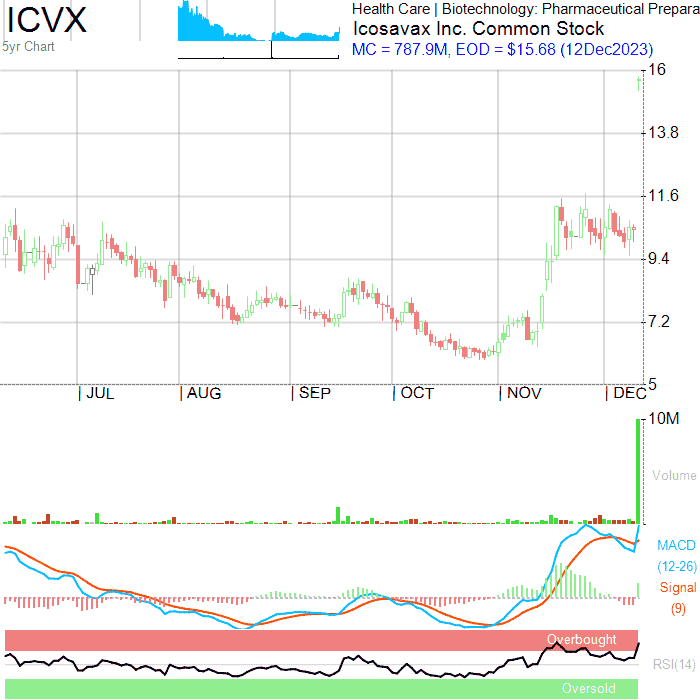 ICVX
5yr Chart
Health Care | Biotechnology: Pharmaceutical Prepara
Icosavax Inc. Common Stock
MC = 787.9M, EOD = $15.68 (12Dec2023)
16
13.8
11.6
9.4
7.2
5
JUL
AUG
SEP
OCT
NOV
DEC
10M
Volume
MACD
(12-26)
Signal
(9)
Overbought
RSI(14)
Oversold